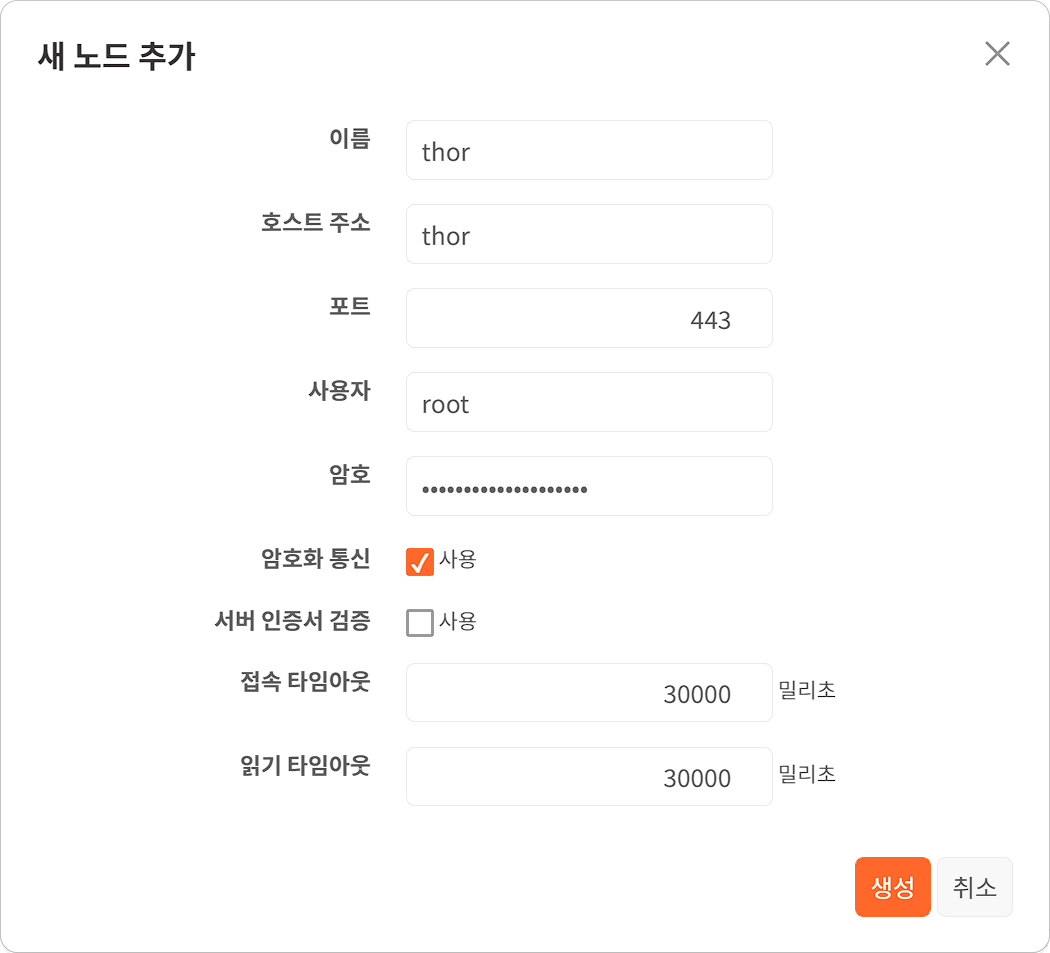 새 노드 추가
이름 thor
호스트 주소 thor
포트 443
사용자 root
암호 ••••••••••••••••••••
암호화 통신 사용
서버 인증서 검증 사용
접속 타임아웃 30000 밀리초
읽기 타임아웃 30000 밀리초
생성 취소